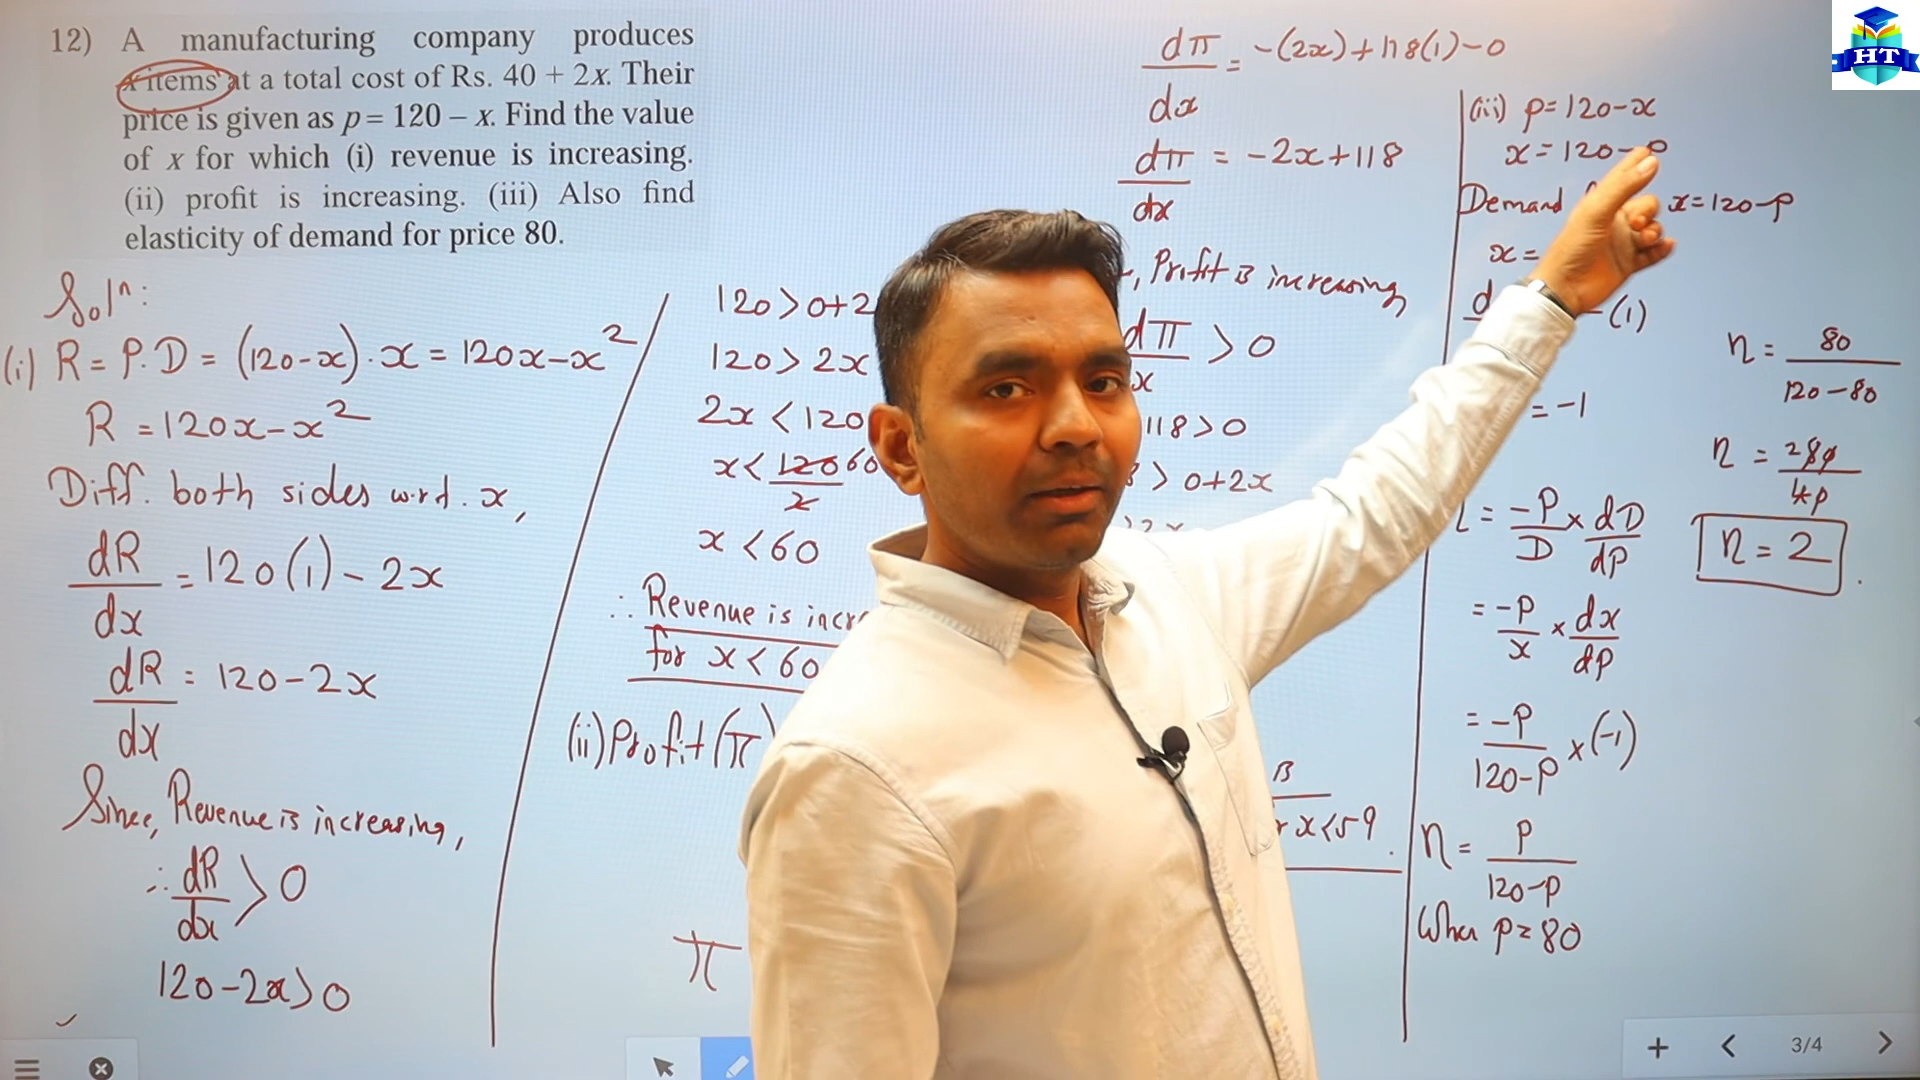 12) A manufacturing company produces
x items at a total cost of Rs. 40 + 2x. Their
price is given as p = 120 – x. Find the value
of x for which (i) revenue is increasing.
(ii) profit is increasing. (iii) Also find
elasticity of demand for price 80.
Solⁿ:
(i) R = P.D = (120-x).x = 120x-x²
R = 120x-x²
Diff. both sides w.r.t. x,
dR/dx = 120(1) - 2x
dR/dx = 120-2x
Since, Revenue is increasing,
∴ dR/dx > 0
120-2x>0
120 > 0+2
120 > 2x
2x < 120
x < 120/2 60
x < 60
∴ Revenue is incr
for x < 60
(ii) Profit (π)
π
dπ/dx = -(2x)+118(1)-0
dπ/dx = -2x+118
, Profit is increasing,
dπ/x > 0
118 > 0
> 0+2x
is
x<59.
(iii) p=120-x
x=120-p
Demand x=120-p
x=
d -(1)
= -1
= -P/D × dD/dP
= -P/x × dx/dP
= -P/120-P × (-1)
η = P/120-P
When p= 80
η = 80/120-80
η = 280/40
η = 2
HT
3/4